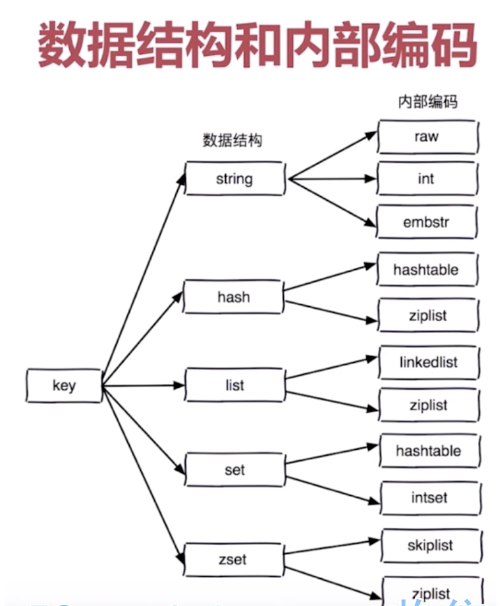 数据结构和内部编码
内部编码
数据结构
raw
string
int
embstr
hashtable
hash
ziplist
linkedlist
key
list
ziplist
hashtable
set
intset
skiplist
zset
ziplist